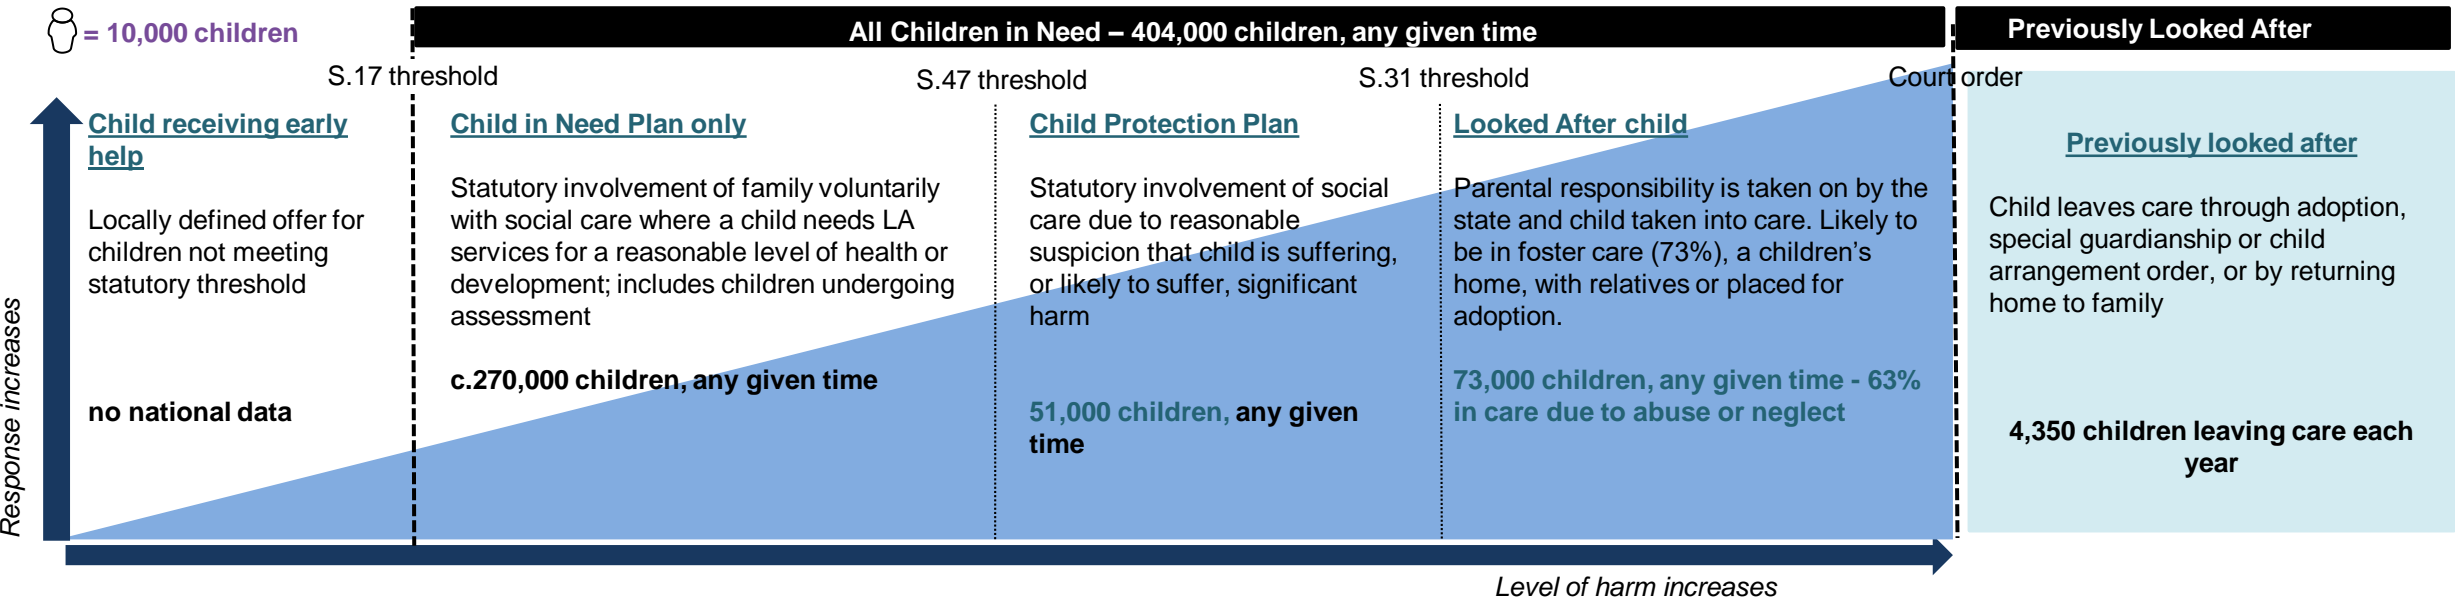 = 10,000 children
All Children in Need – 404,000 children, any given time
Previously Looked After
S.17 threshold
S.47 threshold
S.31 threshold
Court order
Child receiving early
help
Locally defined offer for
children not meeting
statutory threshold
no national data
Child in Need Plan only
Statutory involvement of family voluntarily
with social care where a child needs LA
services for a reasonable level of health or
development; includes children undergoing
assessment
c.270,000 children, any given time
Child Protection Plan
Statutory involvement of social
care due to reasonable
suspicion that child is suffering,
or likely to suffer, significant
harm
51,000 children, any given
time
Looked After child
Parental responsibility is taken on by the
state and child taken into care. Likely to
be in foster care (73%), a children's
home, with relatives or placed for
adoption.
73,000 children, any given time - 63%
in care due to abuse or neglect
Previously looked after
Child leaves care through adoption,
special guardianship or child
arrangement order, or by returning
home to family
4,350 children leaving care each
year
Response increases
Level of harm increases